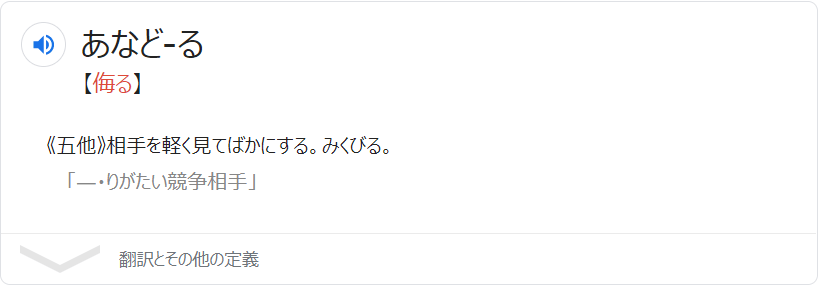 あなど-る
【侮る】
《五他》相手を軽く見てばかにする。みくびる。
「―・りがたい競争相手」
翻訳とその他の定義